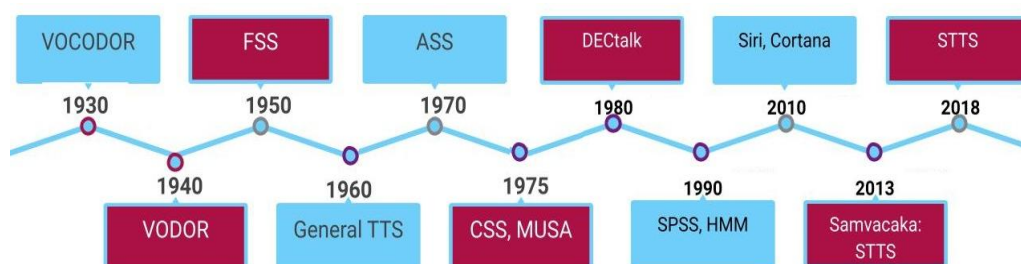 VOCODOR
FSS
ASS
DECtalk
Siri, Cortana
STTS
1930
1950
1970
1980
2010
2018
1940
1960
1975
1990
2013
VODOR
General TTS
CSS, MUSA
SPSS, HMM
Samvacaka:
STTS